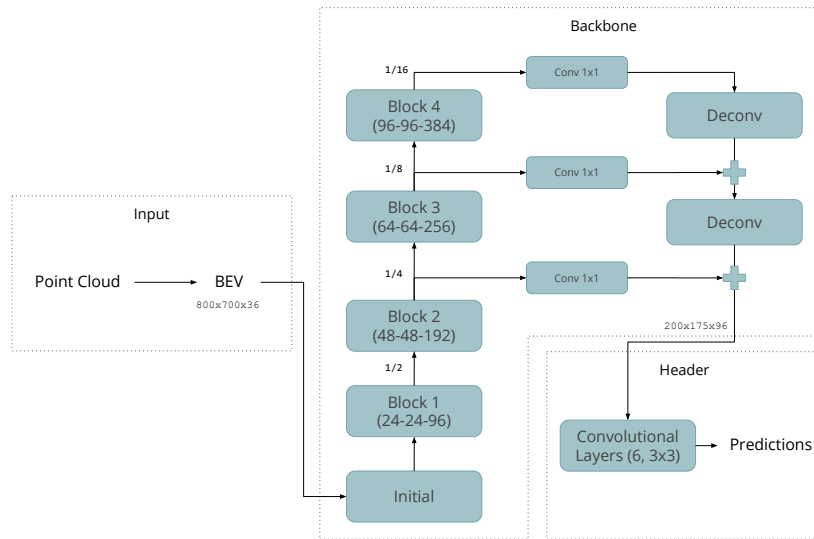 Backbone
1/16
Conv 1x1
Block 4
(96-96-384)
Deconv
1/8
Conv 1x1
Block 3
(64-64-256)
Deconv
Input
Point Cloud
BEV
800x700x36
1/4
Conv 1x1
Block 2
(48-48-192)
200x175x96
1/2
Block 1
(24-24-96)
Initial
Header
Convolutional
Layers (6, 3x3)
Predictions